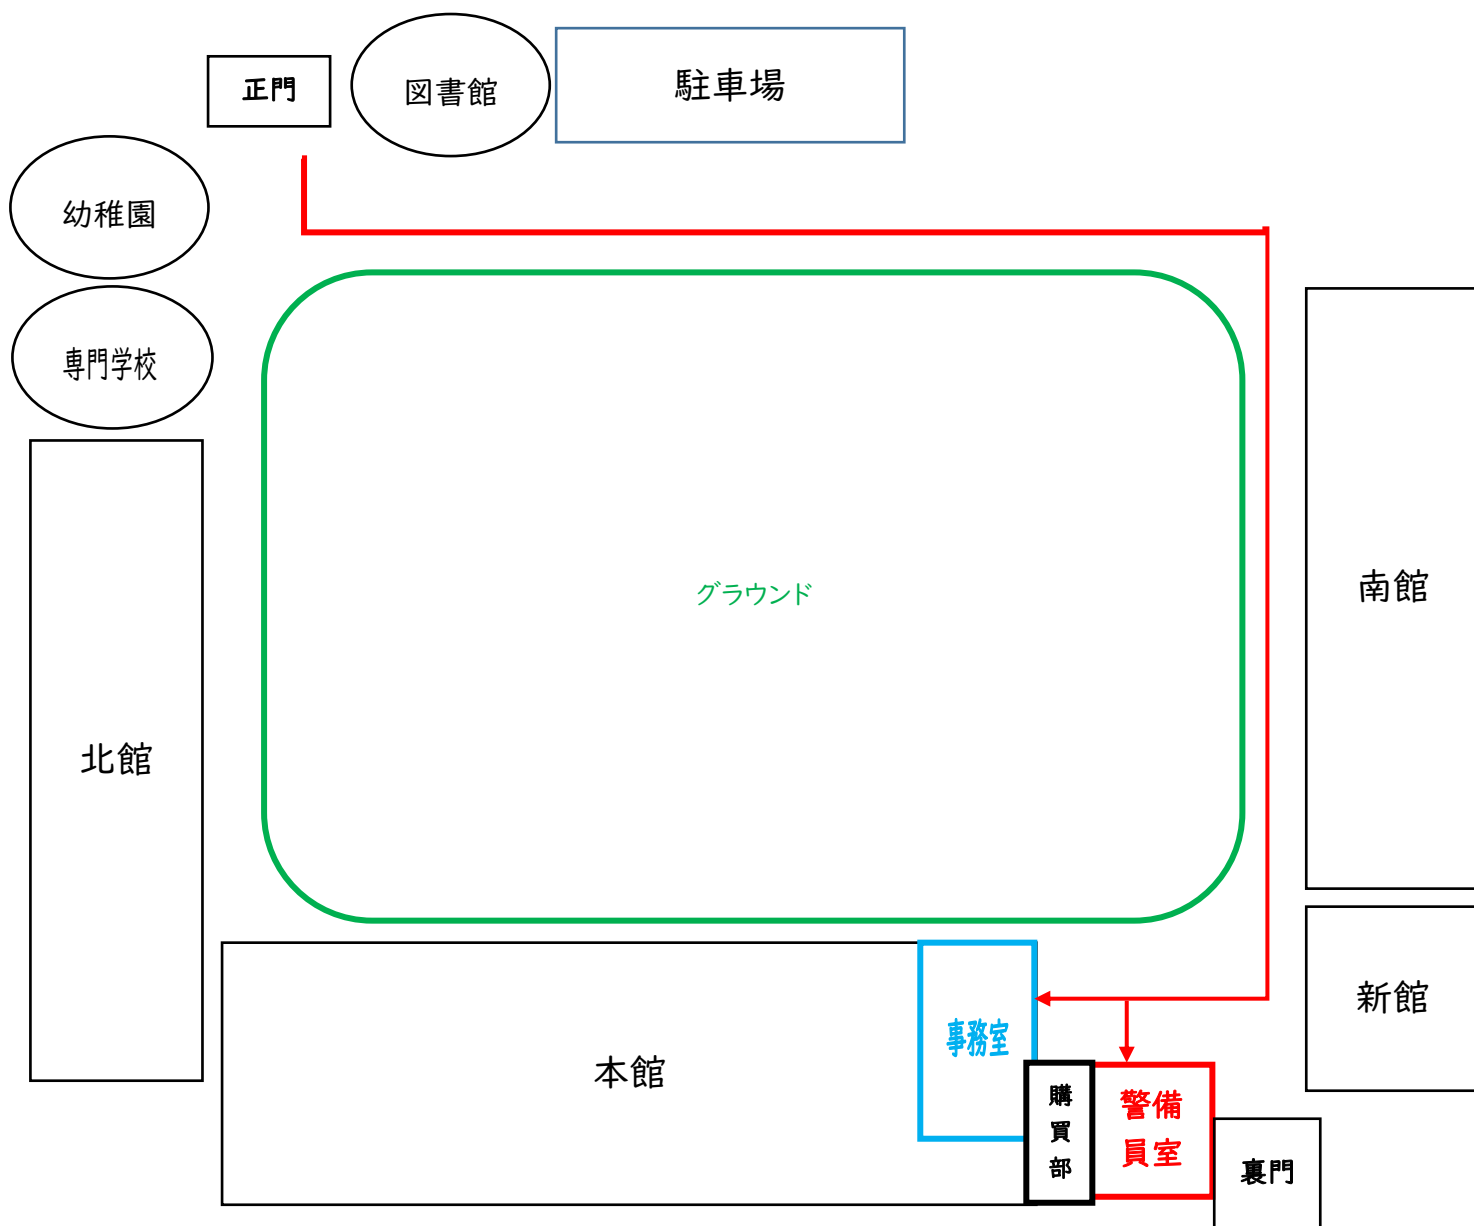 正門
図書館
駐車場
幼稚園
専門学校
グラウンド
南館
北館
新館
事務室
本館
購
買
部
警備
員室
裏門